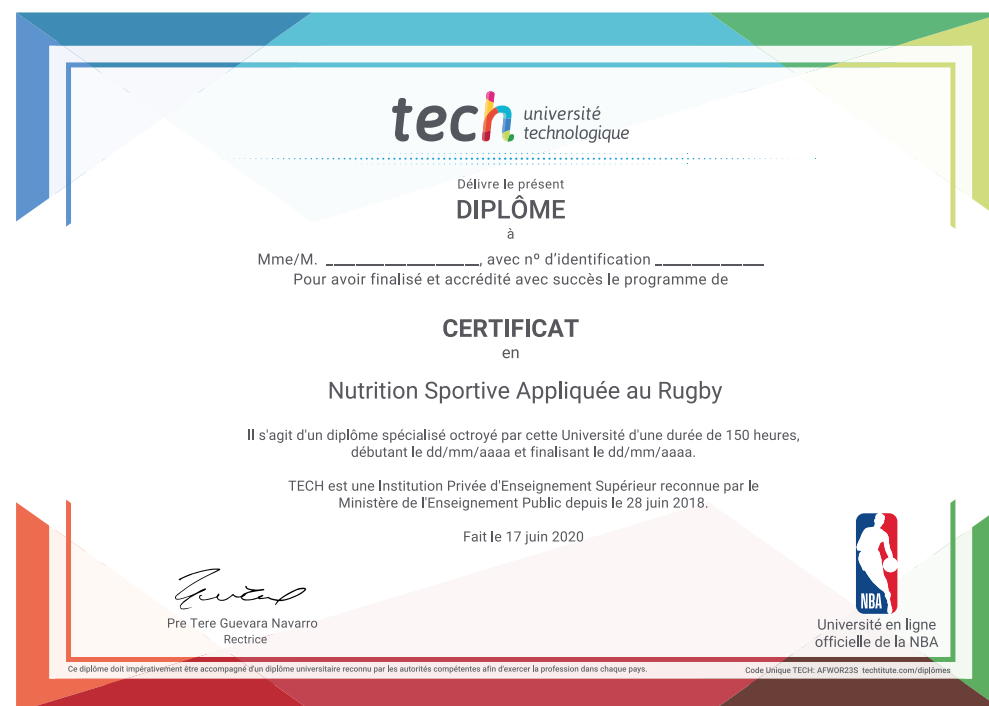 tech université
technologique
Délivre le présent
DIPLÔME
à
Mme/M. ____________________, avec nº d'identification ______________
Pour avoir finalisé et accrédité avec succès le programme de
CERTIFICAT
en
Nutrition Sportive Appliquée au Rugby
Il s'agit d'un diplôme spécialisé octroyé par cette Université d'une durée de 150 heures,
débutant le dd/mm/aaaa et finalisant le dd/mm/aaaa.
TECH est une Institution Privée d'Enseignement Supérieur reconnue par le
Ministère de l'Enseignement Public depuis le 28 juin 2018.
Fait le 17 juin 2020
Pre Tere Guevara Navarro
Rectrice
NBA
Université en ligne
officielle de la NBA
Ce diplôme doit impérativement être accompagné d'un diplôme universitaire reconnu par les autorités compétentes afin d'exercer la profession dans chaque pays.
Code Unique TECH: AFWOR23S techtitute.com/diplômes